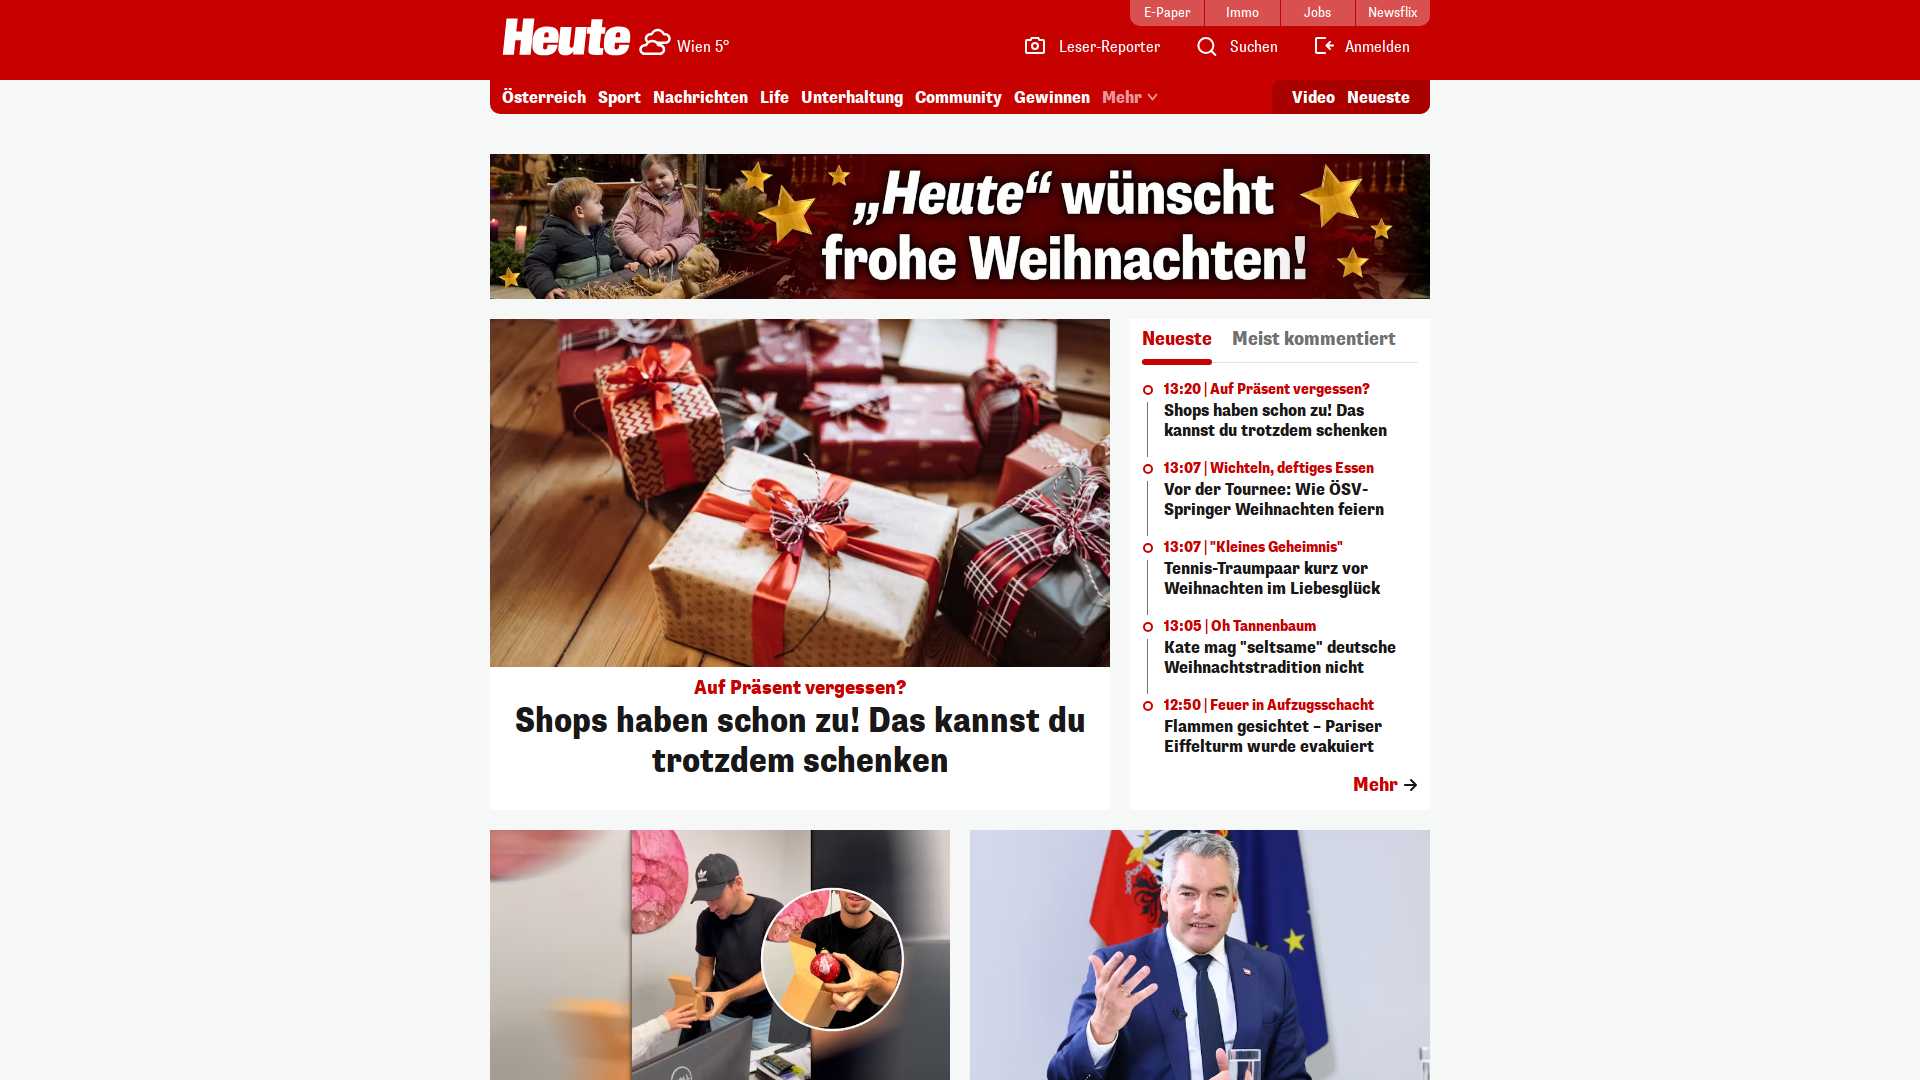 E-Paper
Immo
Jobs
Newsflix
Heute
Wien 5°
Leser-Reporter
Suchen
Anmelden
Österreich
Sport
Nachrichten
Life
Unterhaltung
Community
Gewinnen
Mehr
Video
Neueste
„Heute“ wünscht
frohe Weihnachten!
Auf Präsent vergessen?
Shops haben schon zu! Das kannst du
trotzdem schenken
Neueste
Meist kommentiert
13:20 | Auf Präsent vergessen?
Shops haben schon zu! Das
kannst du trotzdem schenken
13:07 | Wichteln, deftiges Essen
Vor der Tournee: Wie ÖSV-
Springer Weihnachten feiern
13:07 | "Kleines Geheimnis"
Tennis-Traumpaar kurz vor
Weihnachten im Liebesglück
13:05 | Oh Tannenbaum
Kate mag "seltsame" deutsche
Weihnachtstradition nicht
12:50 | Feuer in Aufzugsschacht
Flammen gesichtet – Pariser
Eiffelturm wurde evakuiert
Mehr